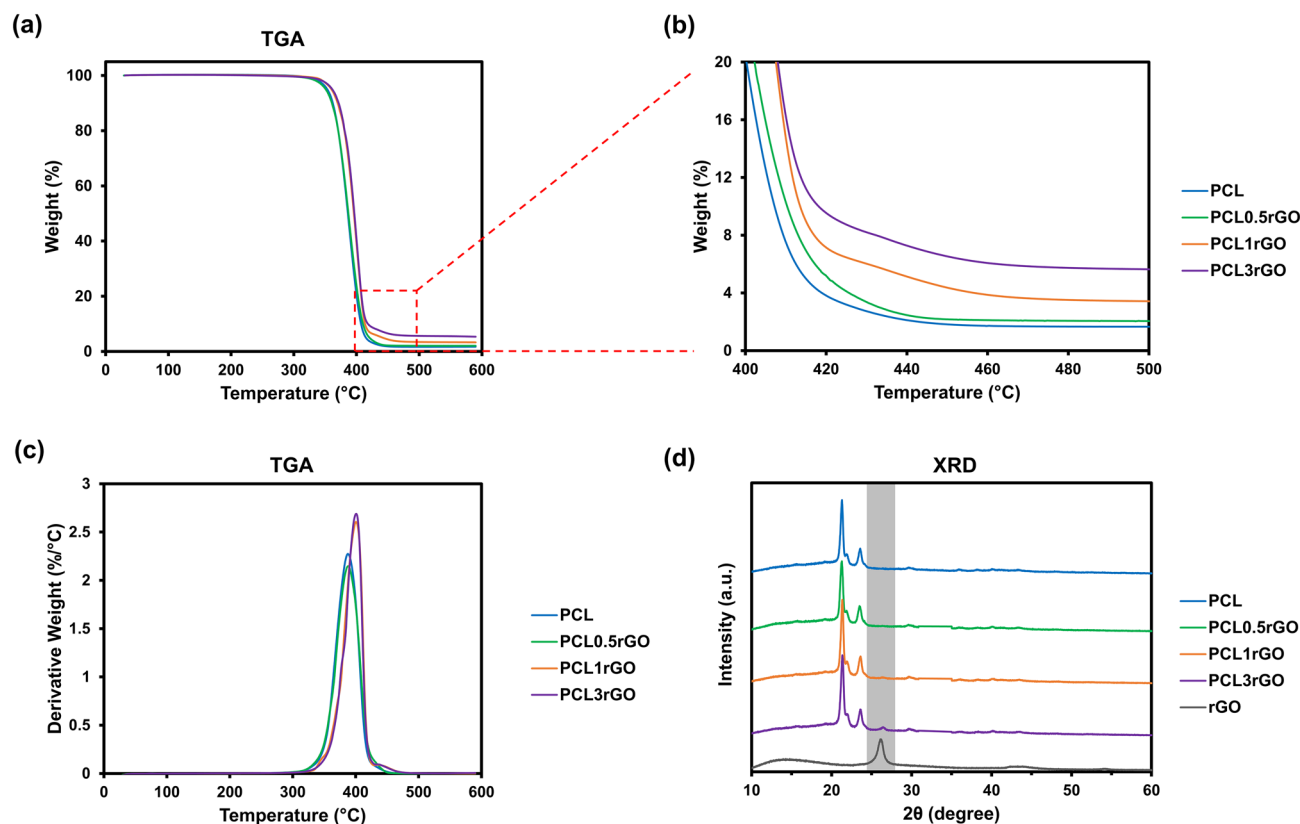 (a)
TGA
Weight (%)
120
100
80
60
40
20
0
0 100 200 300 400 500 600
Temperature (°C)
(b)
Weight (%)
20
16
12
8
4
0
400 420 440 460 480 500
Temperature (°C)
PCL
PCL0.5rGO
PCL1rGO
PCL3rGO
(c)
TGA
Derivative Weight (%/°C)
3
2.5
2
1.5
1
0.5
0
0 100 200 300 400 500 600
Temperature (°C)
PCL
PCL0.5rGO
PCL1rGO
PCL3rGO
(d)
XRD
Intensity (a.u.)
10 20 30 40 50 60
2θ (degree)
PCL
PCL0.5rGO
PCL1rGO
PCL3rGO
rGO